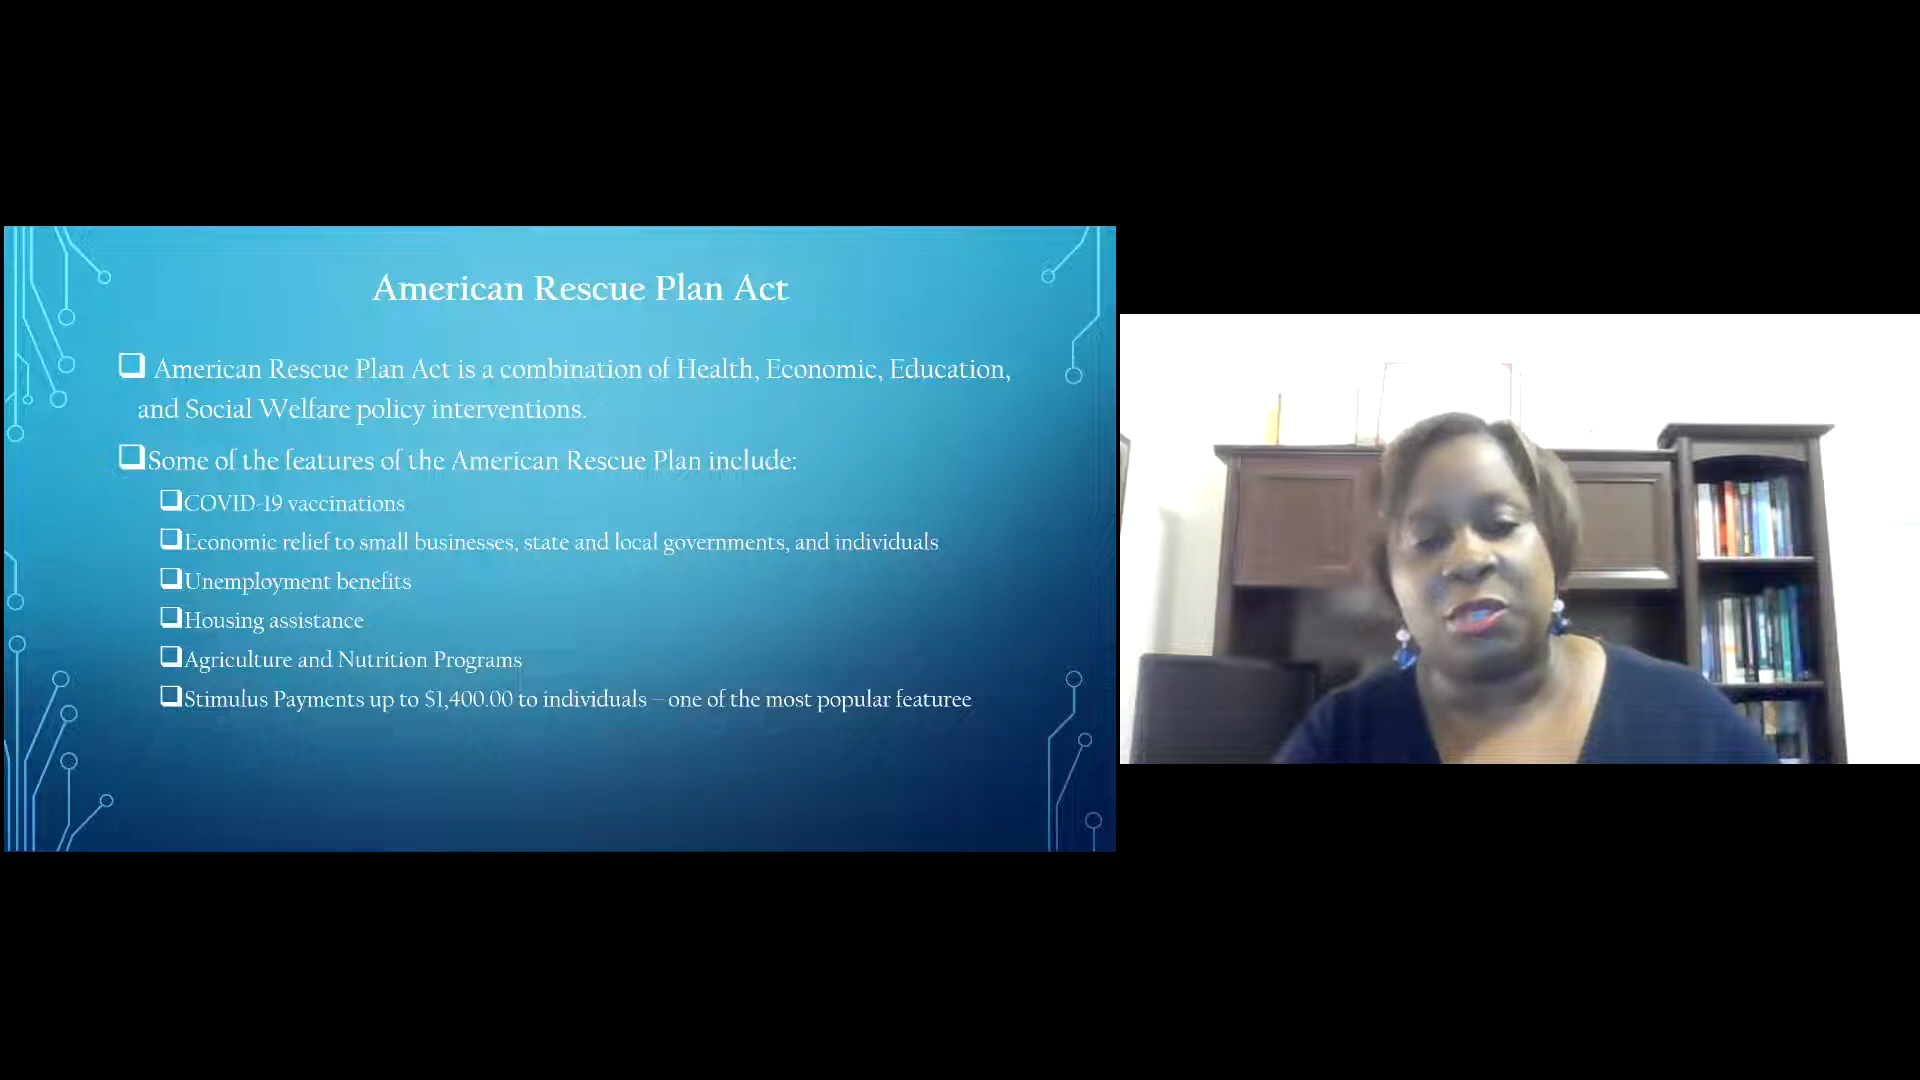 American Rescue Plan Act
❑ American Rescue Plan Act is a combination of Health, Economic, Education,
and Social Welfare policy interventions.
❑Some of the features of the American Rescue Plan include:
❑COVID-19 vaccinations
❑Economic relief to small businesses, state and local governments, and individuals
❑Unemployment benefits
❑Housing assistance
❑Agriculture and Nutrition Programs
❑Stimulus Payments up to $1,400.00 to individuals – one of the most popular featuree